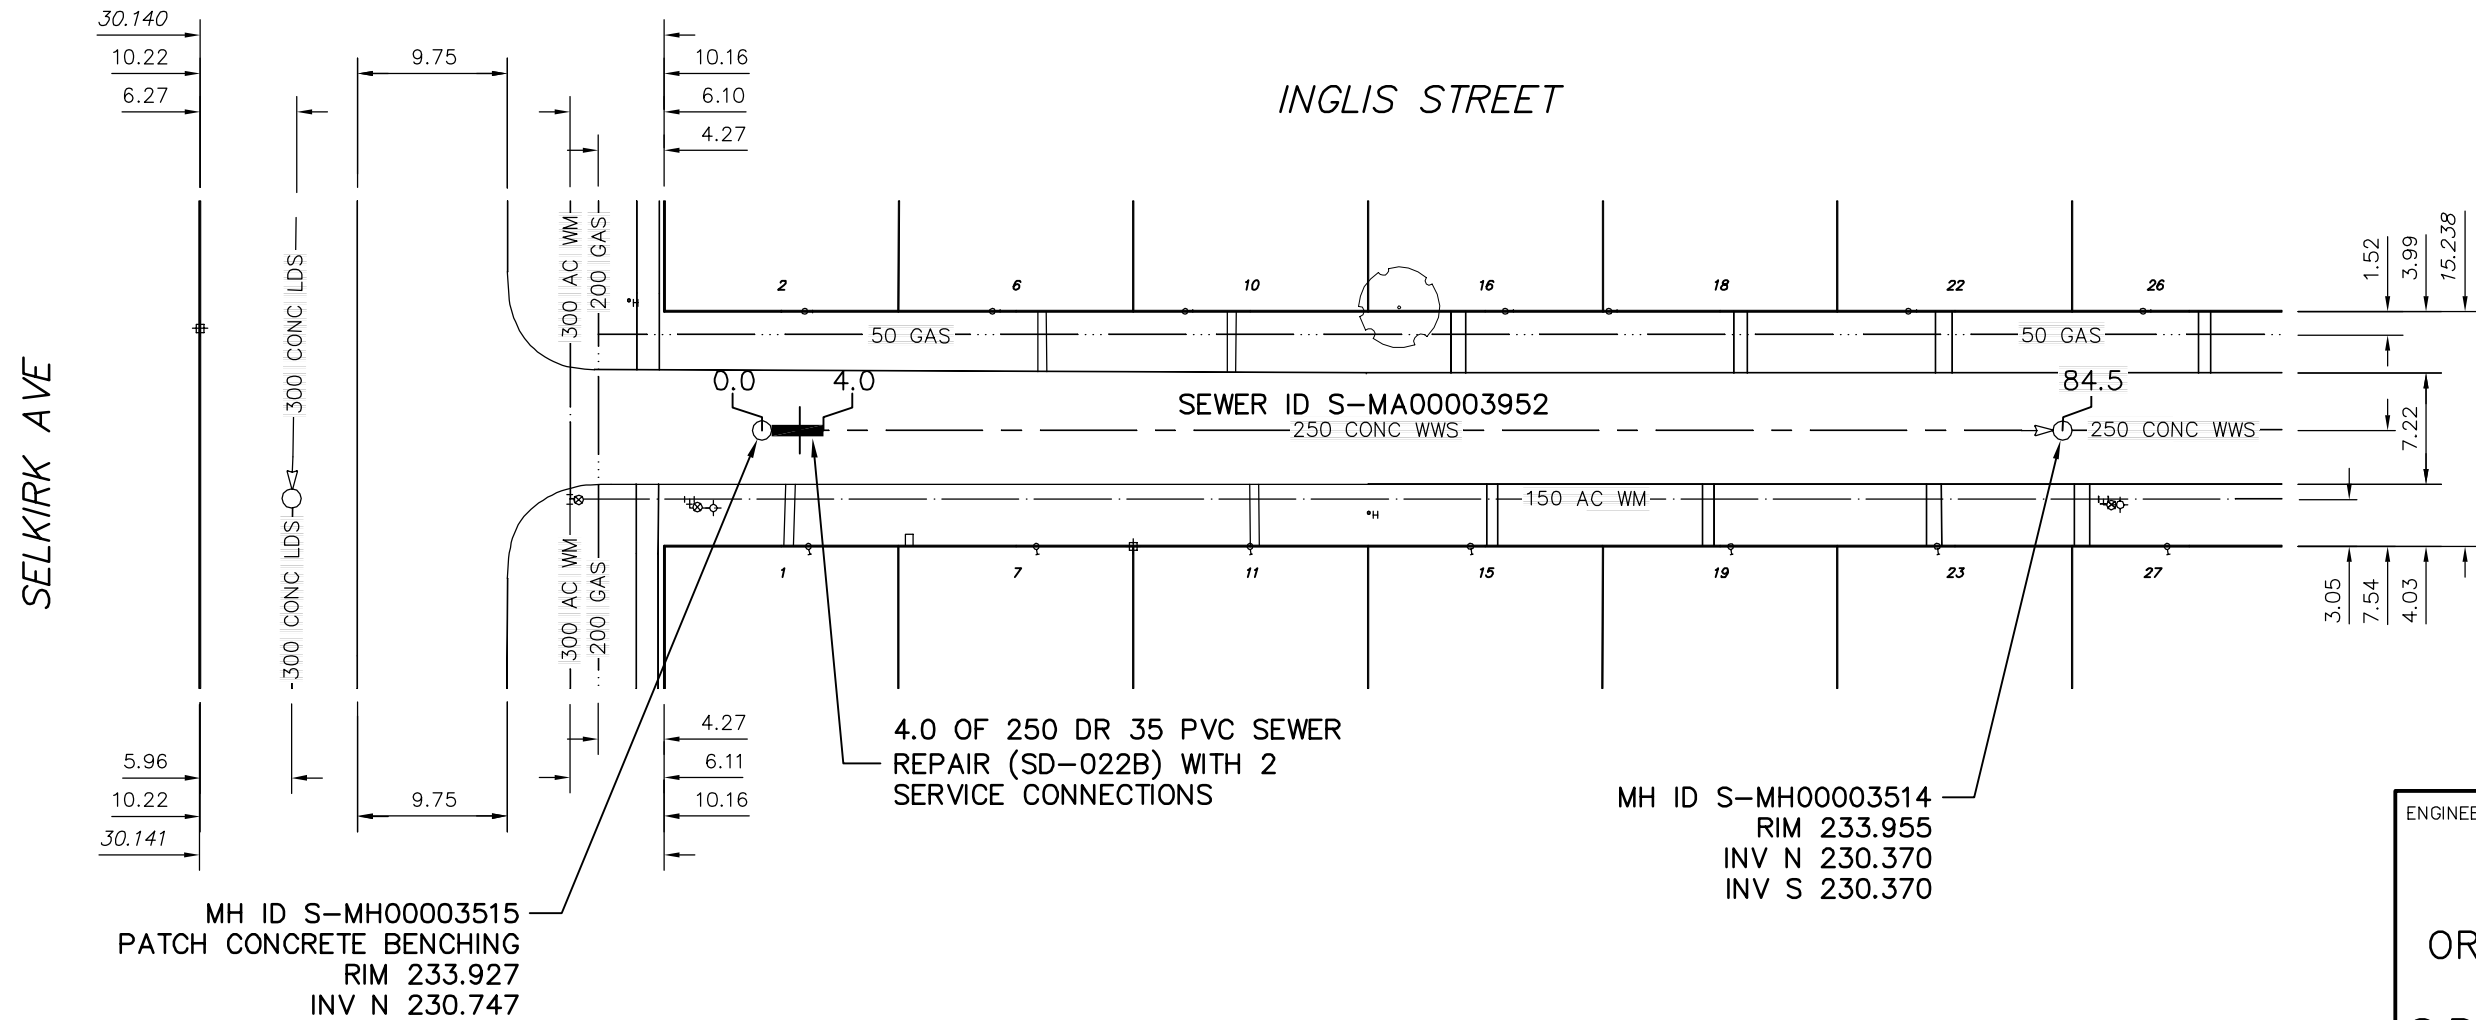 30.140
10.22
6.27
9.75
10.16
6.10
4.27
INGLIS STREET
SELKIRK AVE
300 CONC LDS
300 CONC LDS
300 AC WM
200 GAS
300 AC WM
200 GAS
H
2
6
10
16
18
22
26
50 GAS
50 GAS
1.52
3.99
15.238
0.0
4.0
84.5
SEWER ID S-MA00003952
250 CONC WWS
250 CONC WWS
7.22
150 AC WM
H
1
7
11
15
19
23
27
3.05
7.54
4.03
5.96
10.22
30.141
9.75
4.27
6.11
10.16
4.0 OF 250 DR 35 PVC SEWER
REPAIR (SD-022B) WITH 2
SERVICE CONNECTIONS
MH ID S-MH00003514
RIM 233.955
INV N 230.370
INV S 230.370
MH ID S-MH00003515
PATCH CONCRETE BENCHING
RIM 233.927
INV N 230.747
ENGINEE
OR